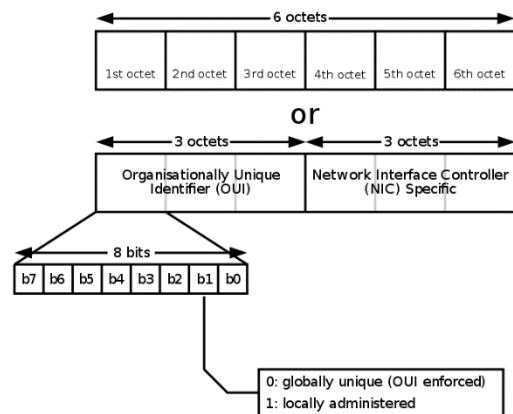 6 octets
1st octet 2nd octet 3rd octet 4th octet 5th octet 6th octet
or
3 octets 3 octets
Organisationally Unique Network Interface Controller
Identifier (OUI) (NIC) Specific
8 bits
b7 b6 b5 b4 b3 b2 b1 b0
0: globally unique (OUI enforced)
1: locally administered